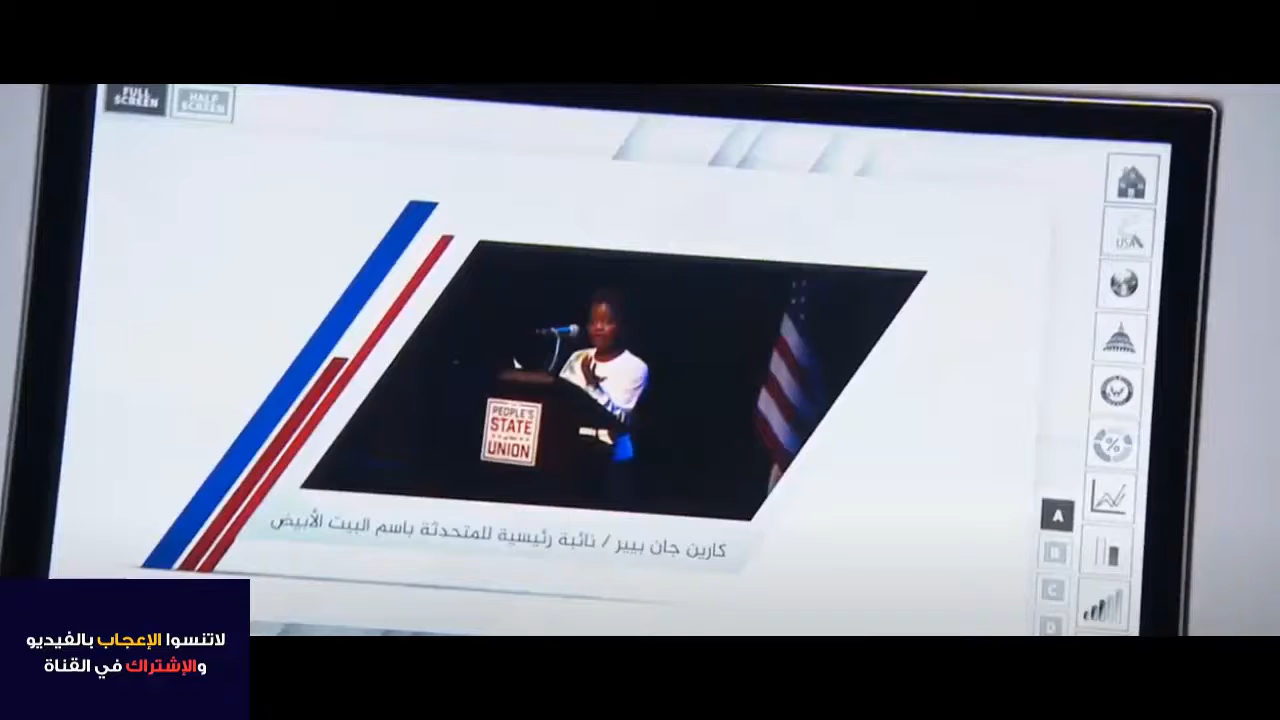 FULL
SCREEN
HALF
SCREEN
USA
PEOPLE'S
STATE
UNION
كارين جان بيير / نائبة رئيسية للمتحدثة باسم البيت الأبيض
A
B
C
D
%
لاتنسوا الإعجاب بالفيديو
والإشتراك في القناة